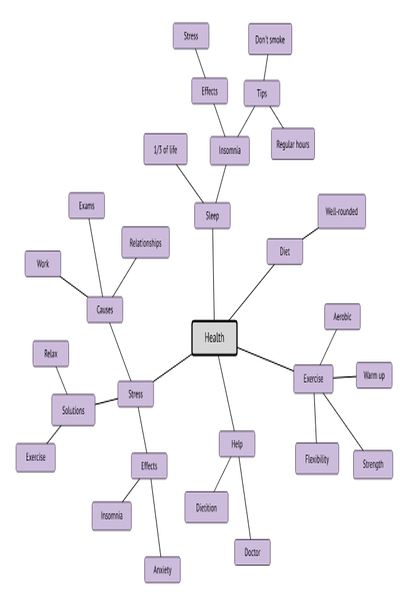 Stress
Don't smoke
Effects
Tips
1/3 of life
Insomnia
Regular hours
Exams
Sleep
Well-rounded
Relationships
Diet
Work
Causes
Health
Aerobic
Relax
Stress
Exercise
Warm up
Solutions
Exercise
Effects
Help
Flexibility
Strength
Insomnia
Dietition
Anxiety
Doctor